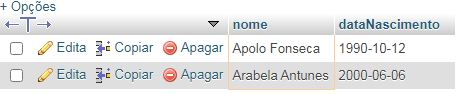 + Opções
nome dataNascimento
Edita Copiar Apagar Apolo Fonseca 1990-10-12
Edita Copiar Apagar Arabela Antunes 2000-06-06